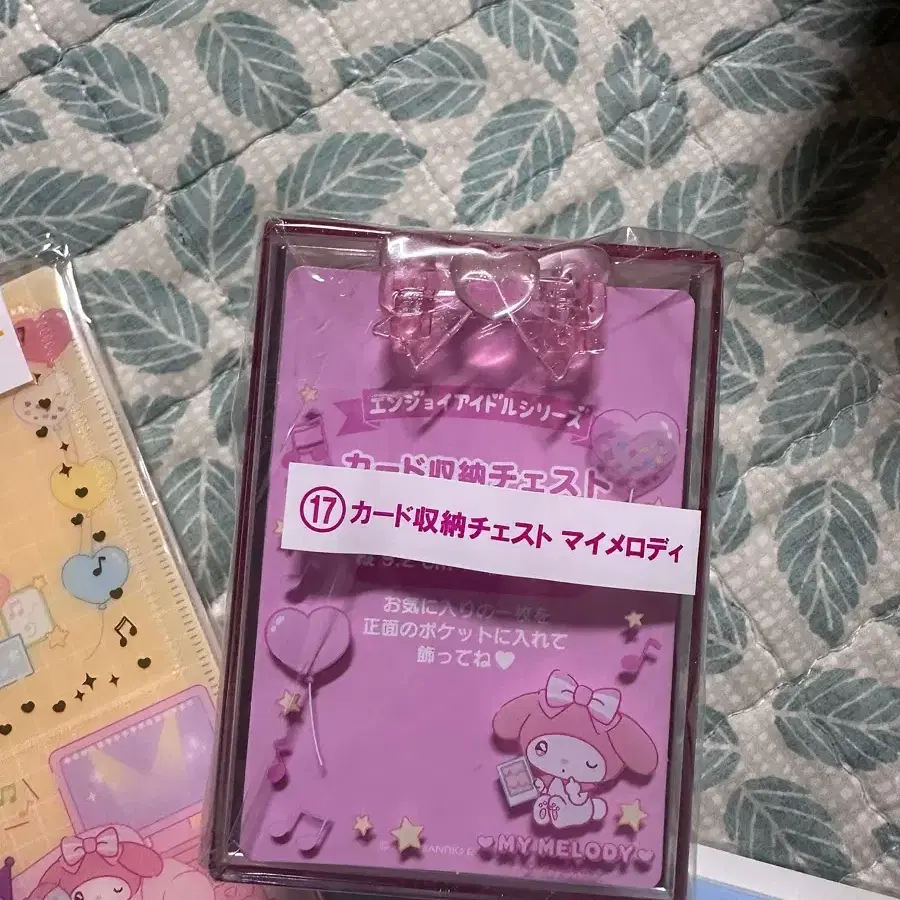 エンジョイアイドルシリーズ
カード収納チェスト
⑰カード収納チェスト マイメロディ
お気に入りの一枚を
正面のポケットに入れて
飾ってね♥
♥MY MELODY♥